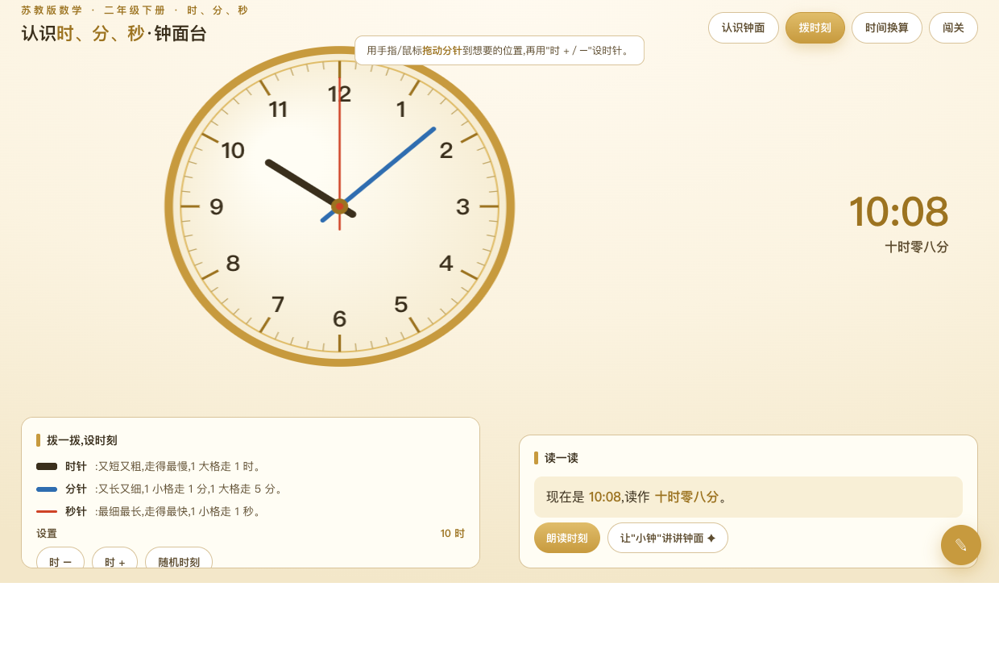 苏教版数学 · 二年级下册 · 时、分、秒
认识时、分、秒·钟面台
认识钟面
拨时刻
时间换算
闯关
用手指/鼠标拖动分针到想要的位置,再用"时 + / −"设时针。
12
11
1
10
2
9
3
8
4
7
5
6
10:08
十时零八分
拨一拨,设时刻
时针 :又短又粗,走得最慢,1 大格走 1 时。
分针 :又长又细,1 小格走 1 分,1 大格走 5 分。
秒针 :最细最长,走得最快,1 小格走 1 秒。
设置 10 时
时 − 时 + 随机时刻
读一读
现在是 10:08,读作 十时零八分。
朗读时刻 让"小钟"讲讲钟面 ✦
✎